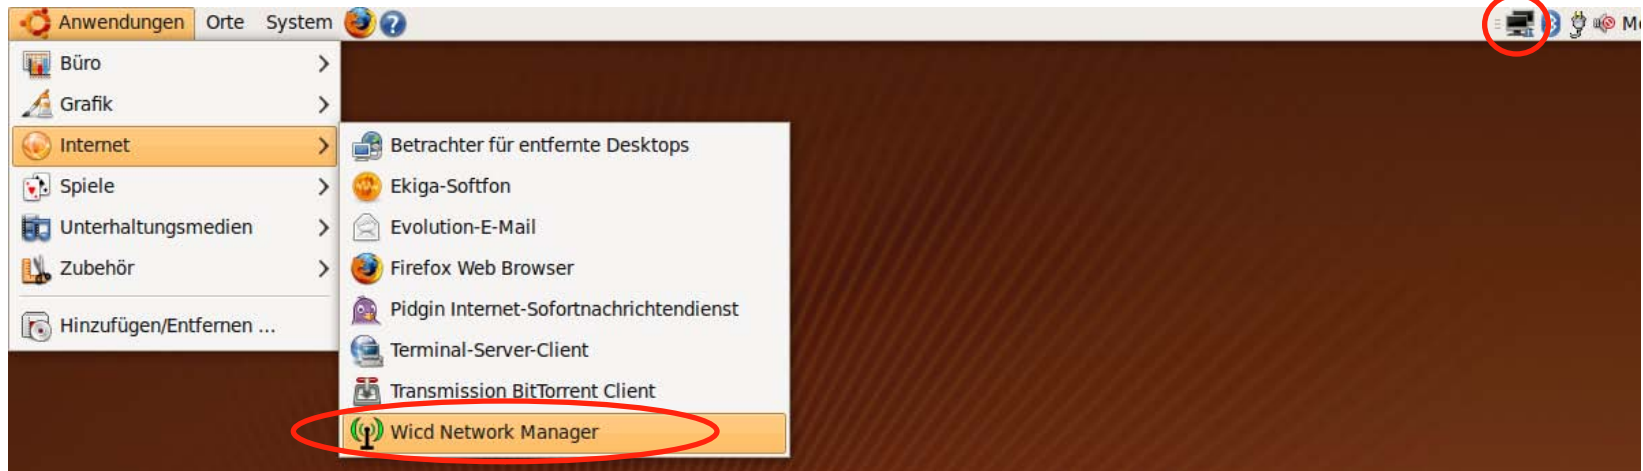 Anwendungen Orte System
Büro
Grafik
Internet
Spiele
Unterhaltungsmedien
Zubehör
Hinzufügen/Entfernen ...
Betrachter für entfernte Desktops
Ekiga-Softfon
Evolution-E-Mail
Firefox Web Browser
Pidgin Internet-Sofortnachrichtendienst
Terminal-Server-Client
Transmission BitTorrent Client
Wicd Network Manager